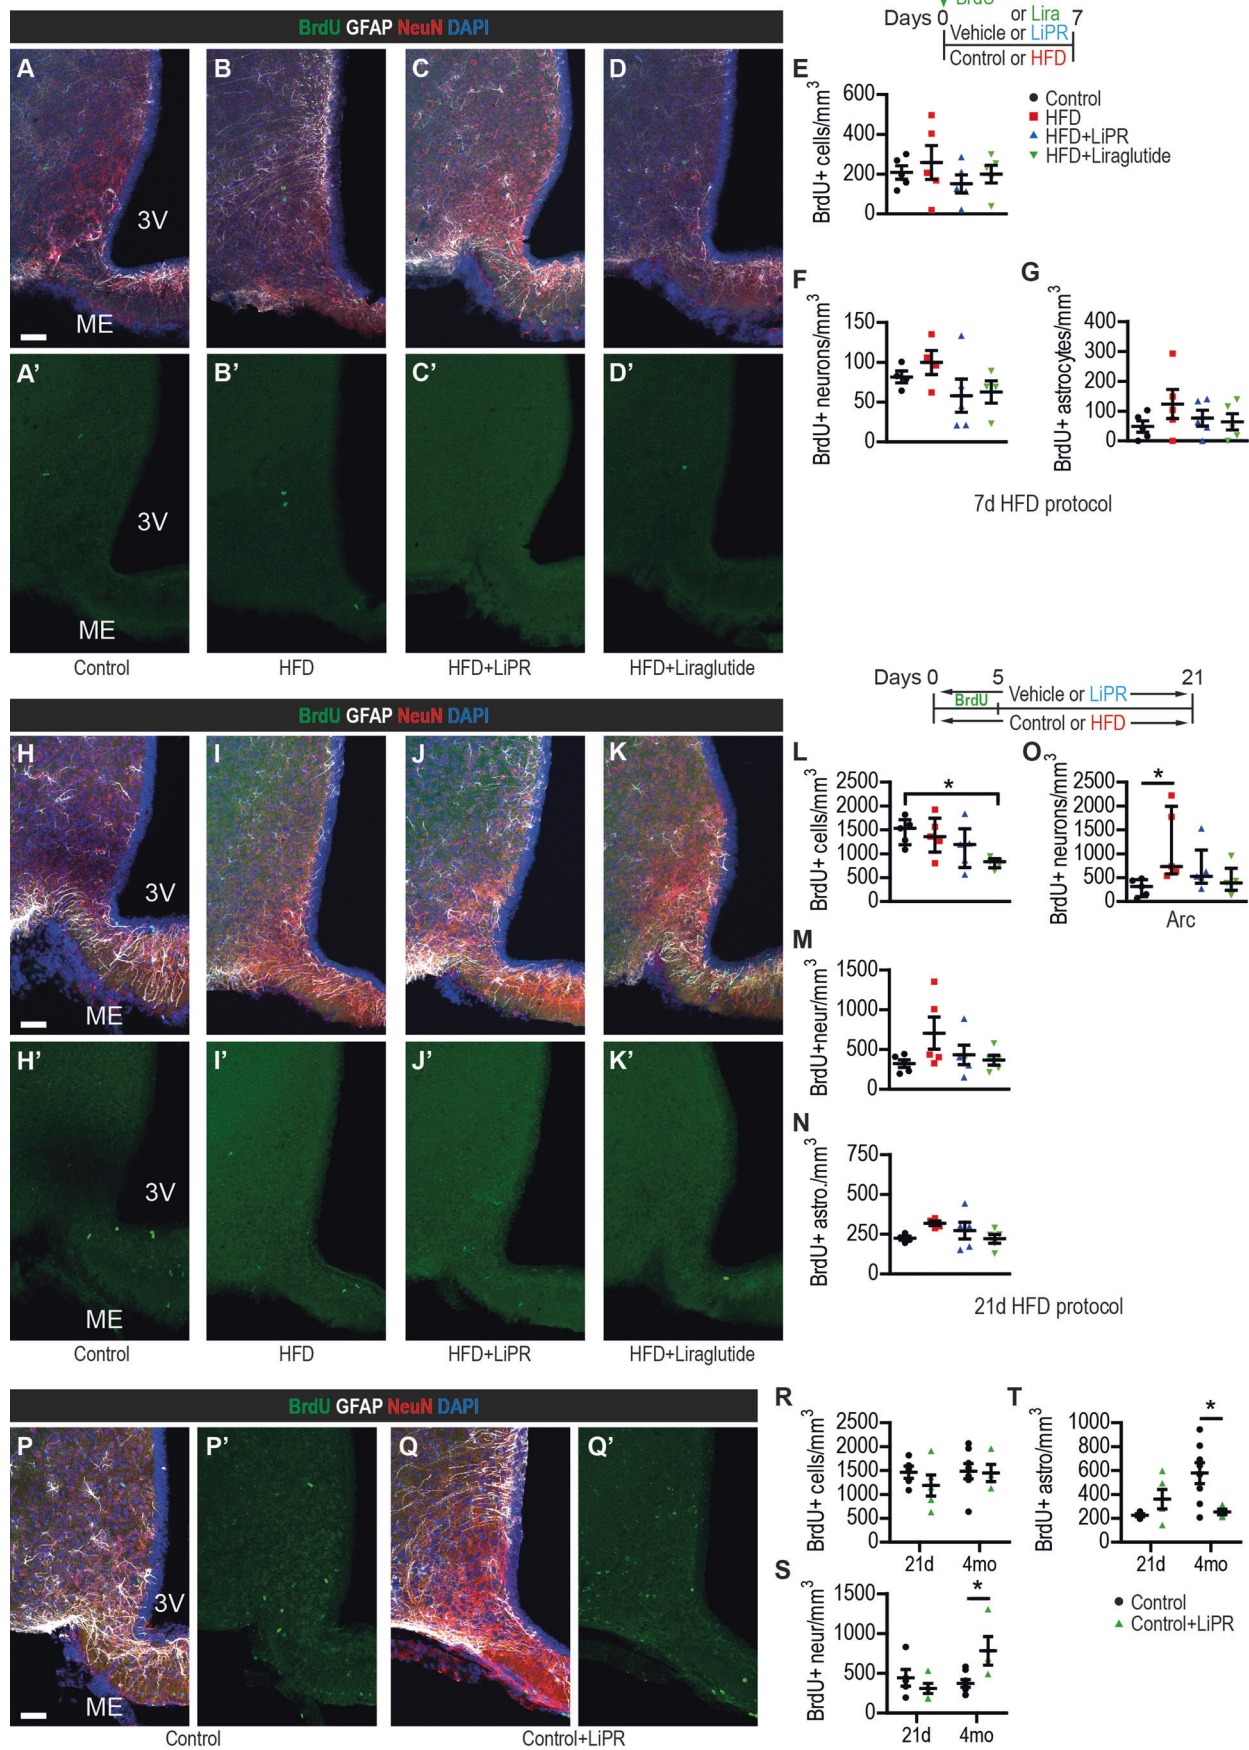 BrdU GFAP NeuN DAPI
A
B
C
D
3V
ME
A’
B’
C’
D’
3V
ME
Control
HFD
HFD+LiPR
HFD+Liraglutide
BrdU
or Lira
Days 0
Vehicle or LiPR
7
Control or HFD
E
BrdU+ cells/mm3
600
400
200
0
Control
HFD
HFD+LiPR
HFD+Liraglutide
F
BrdU+ neurons/mm3
150
100
50
0
G
BrdU+ astrocytes/mm3
400
300
200
100
0
7d HFD protocol
BrdU GFAP NeuN DAPI
H
I
J
K
3V
ME
H’
I’
J’
K’
3V
ME
Control
HFD
HFD+LiPR
HFD+Liraglutide
Days 0
5
21
Vehicle or LiPR
BrdU
Control or HFD
L
BrdU+ cells/mm3
2500
2000
1500
1000
500
0
*
O
BrdU+ neurons/mm3
2500
2000
1500
1000
500
0
*
Arc
M
BrdU+neur/mm3
1500
1000
500
0
N
BrdU+ astro./mm3
750
500
250
0
21d HFD protocol
BrdU GFAP NeuN DAPI
P
P’
Q
Q’
3V
ME
Control
Control+LiPR
R
BrdU+ cells/mm3
2500
2000
1500
1000
500
0
21d
4mo
T
BrdU+ astro/mm3
1000
800
600
400
200
0
*
21d
4mo
S
BrdU+ neur/mm3
1500
1000
500
0
*
21d
4mo
Control
Control+LiPR